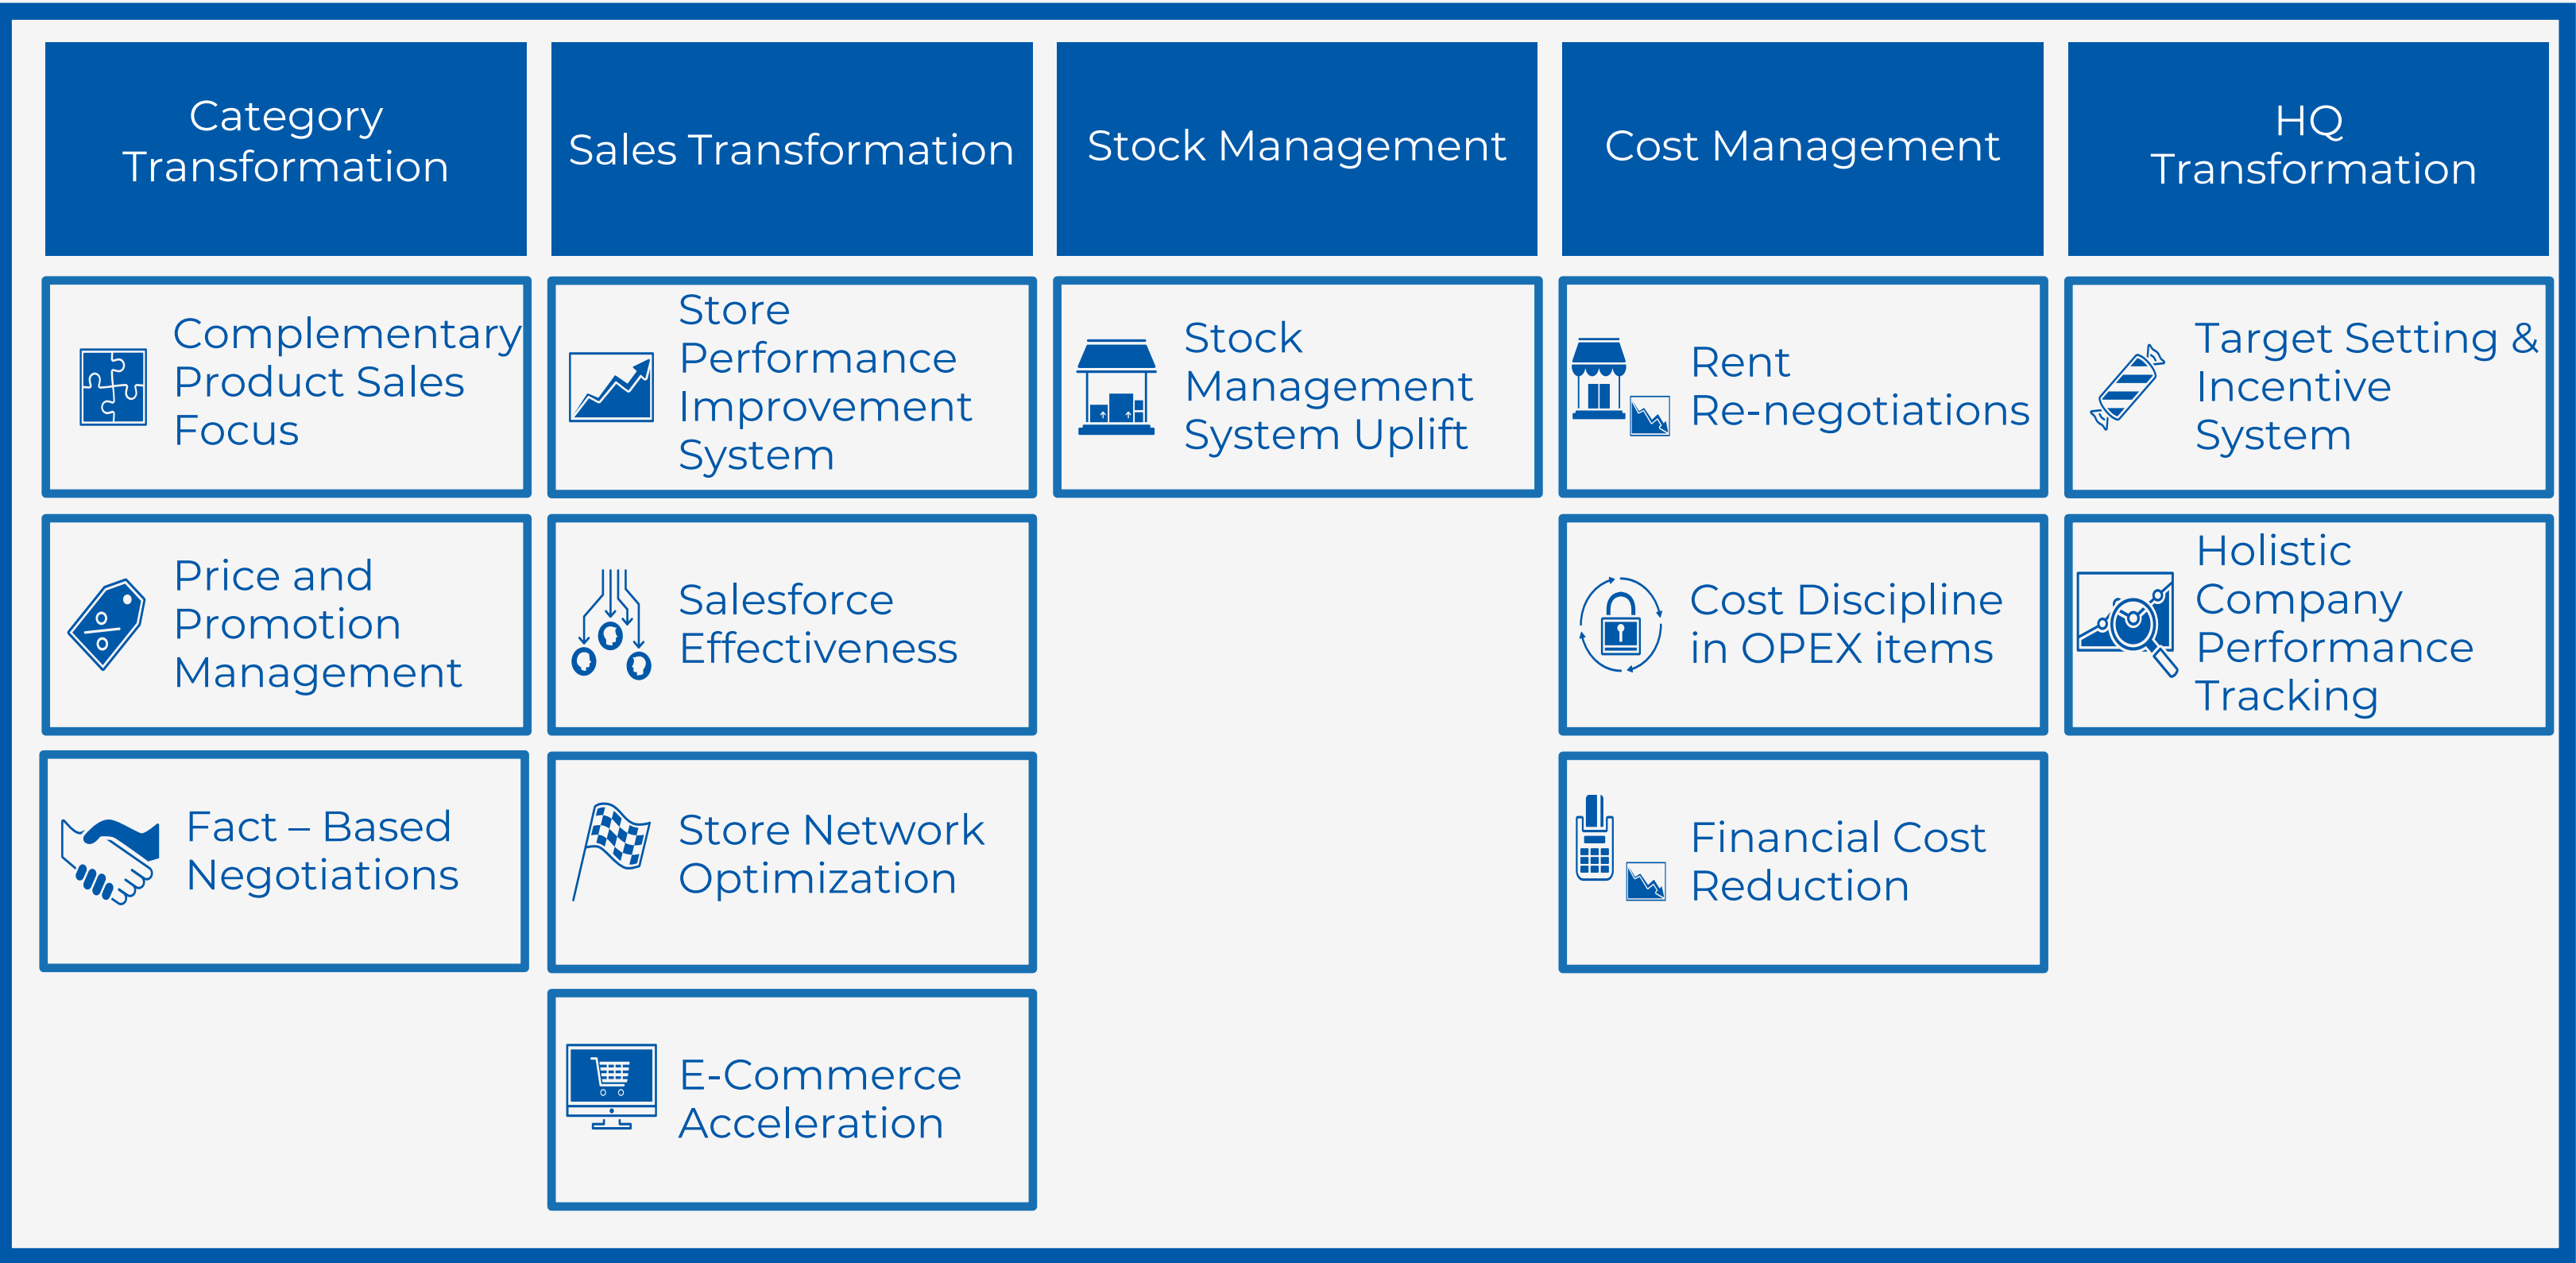 Category
Transformation
Sales Transformation
Stock Management
Cost Management
HQ
Transformation
Complementary
Product Sales
Focus
Store
Performance
Improvement
System
Stock
Management
System Uplift
Rent
Re-negotiations
Target Setting &
Incentive
System
Price and
Promotion
Management
Salesforce
Effectiveness
Cost Discipline
in OPEX items
Holistic
Company
Performance
Tracking
Fact – Based
Negotiations
Store Network
Optimization
Financial Cost
Reduction
E-Commerce
Acceleration